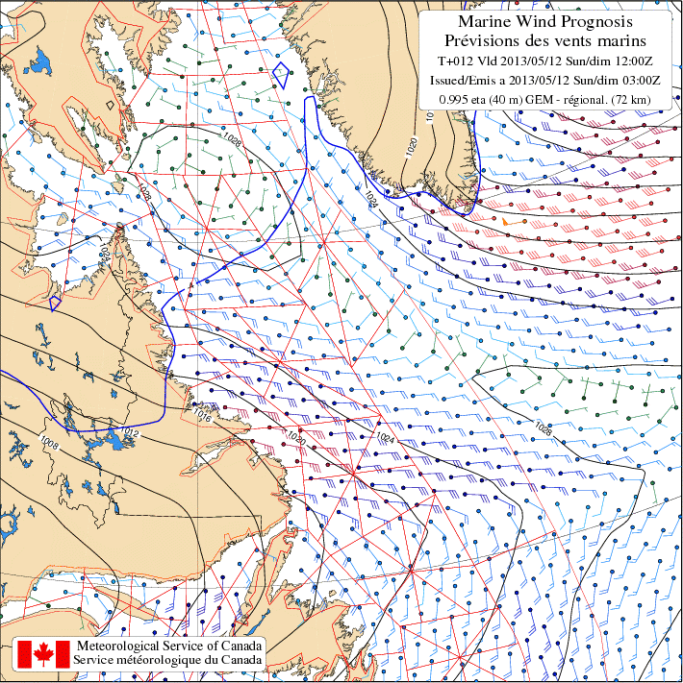 Marine Wind Prognosis
Prévisions des vents marins
T+012 Vld 2013/05/12 Sun/dim 12:00Z
Issued/Emis a 2013/05/12 Sun/dim 03:00Z
0.995 eta (40 m) GEM - régional. (72 km)
10
1020
1028
1028
1024
1016
1012
1008
1020
1024
1028
Meteorological Service of Canada
Service météorologique du Canada